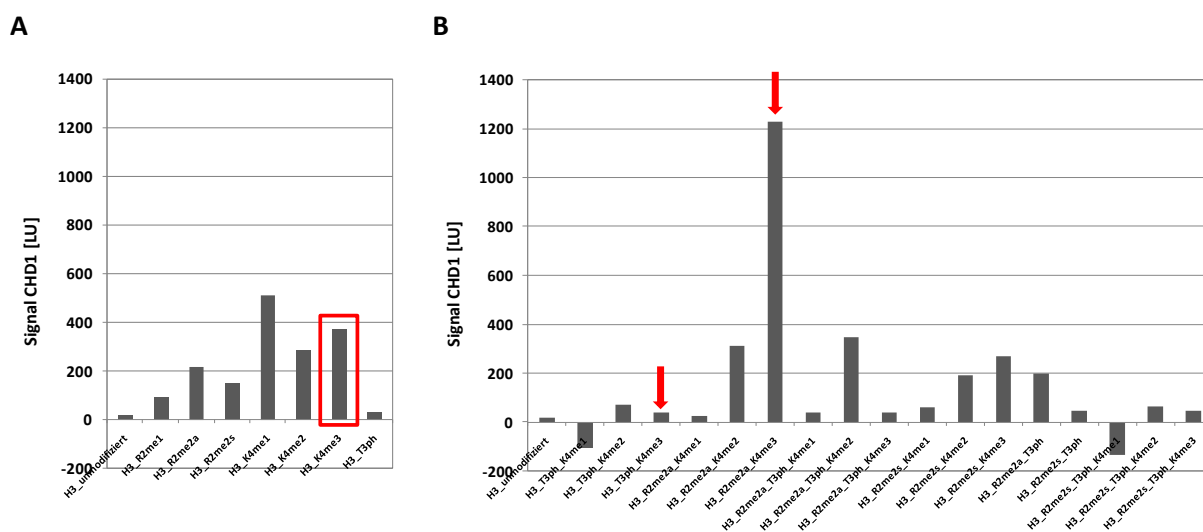 A
B
1400
1200
1000
800
600
400
200
0
-200
Signal CHD1 [LU]
H3_unmodifiziert
H3_R2me1
H3_R2me2a
H3_R2me2s
H3_K4me1
H3_K4me2
H3_K4me3
H3_T3ph
1400
1200
1000
800
600
400
200
0
-200
Signal CHD1 [LU]
H3_unmodifiziert
H3_T3ph_K4me1
H3_T3ph_K4me2
H3_T3ph_K4me3
H3_R2me2a_K4me1
H3_R2me2a_K4me2
H3_R2me2a_K4me3
H3_R2me2a_T3ph_K4me1
H3_R2me2a_T3ph_K4me2
H3_R2me2a_T3ph_K4me3
H3_R2me2s_K4me1
H3_R2me2s_K4me2
H3_R2me2s_K4me3
H3_R2me2a_T3ph
H3_R2me2s_T3ph
H3_R2me2s_T3ph_K4me1
H3_R2me2s_T3ph_K4me2
H3_R2me2s_T3ph_K4me3